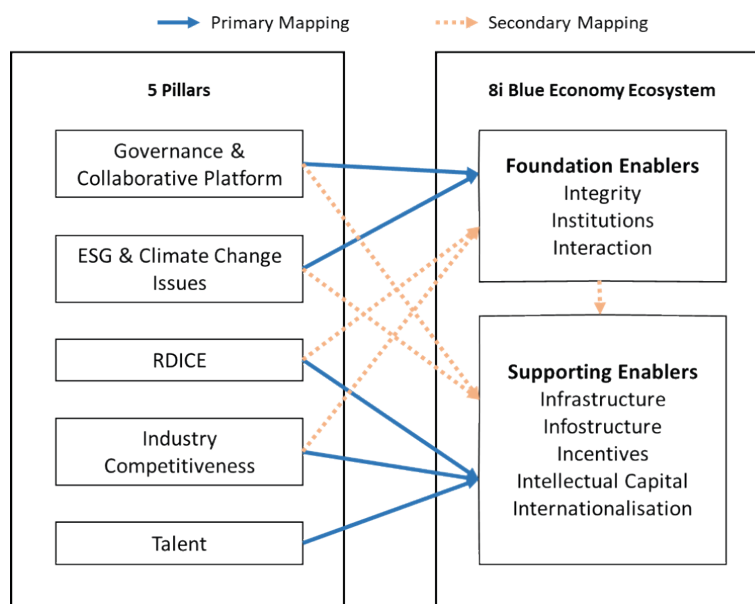 Primary Mapping
Secondary Mapping
5 Pillars
Governance &
Collaborative Platform
ESG & Climate Change
Issues
RDICE
Industry
Competitiveness
Talent
8i Blue Economy Ecosystem
Foundation Enablers
Integrity
Institutions
Interaction
Supporting Enablers
Infrastructure
Infostructure
Incentives
Intellectual Capital
Internationalisation